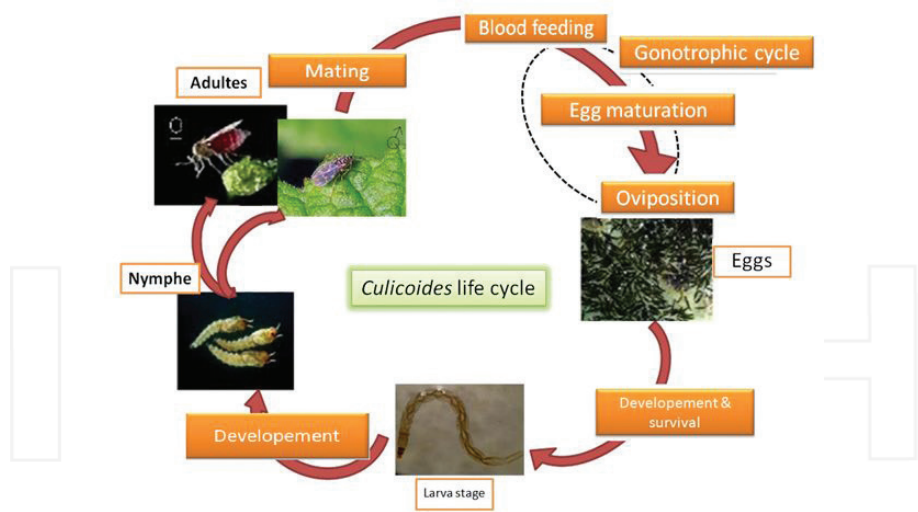 Blood feeding
Gonotrophic cycle
Mating
Adultes
Egg maturation
Oviposition
Eggs
Nymphe
Culicoides life cycle
Developement &
survival
Developement
Larva stage